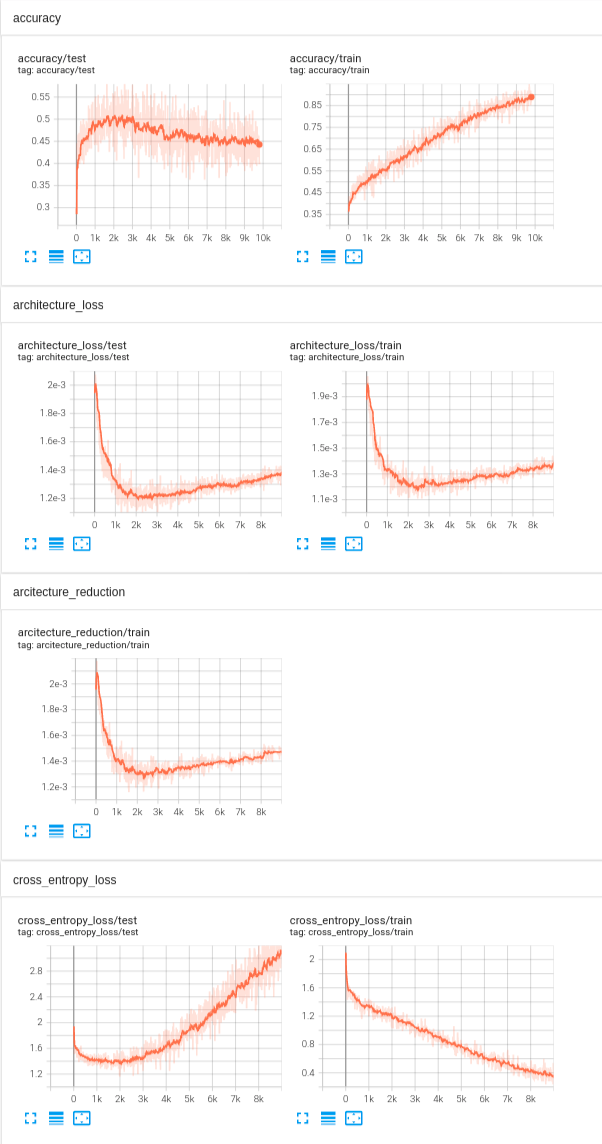 accuracy
accuracy/test
tag: accuracy/test
0.55
0.5
0.45
0.4
0.35
0.3
0 1k 2k 3k 4k 5k 6k 7k 8k 9k 10k
accuracy/train
tag: accuracy/train
0.85
0.75
0.65
0.55
0.45
0.35
0 1k 2k 3k 4k 5k 6k 7k 8k 9k 10k
architecture_loss
architecture_loss/test
tag: architecture_loss/test
2e-3
1.8e-3
1.6e-3
1.4e-3
1.2e-3
0 1k 2k 3k 4k 5k 6k 7k 8k
architecture_loss/train
tag: architecture_loss/train
1.9e-3
1.7e-3
1.5e-3
1.3e-3
1.1e-3
0 1k 2k 3k 4k 5k 6k 7k 8k
arcitecture_reduction
arcitecture_reduction/train
tag: arcitecture_reduction/train
2e-3
1.8e-3
1.6e-3
1.4e-3
1.2e-3
0 1k 2k 3k 4k 5k 6k 7k 8k
cross_entropy_loss
cross_entropy_loss/test
tag: cross_entropy_loss/test
2.8
2.4
2
1.6
1.2
0 1k 2k 3k 4k 5k 6k 7k 8k
cross_entropy_loss/train
tag: cross_entropy_loss/train
2
1.6
1.2
0.8
0.4
0 1k 2k 3k 4k 5k 6k 7k 8k